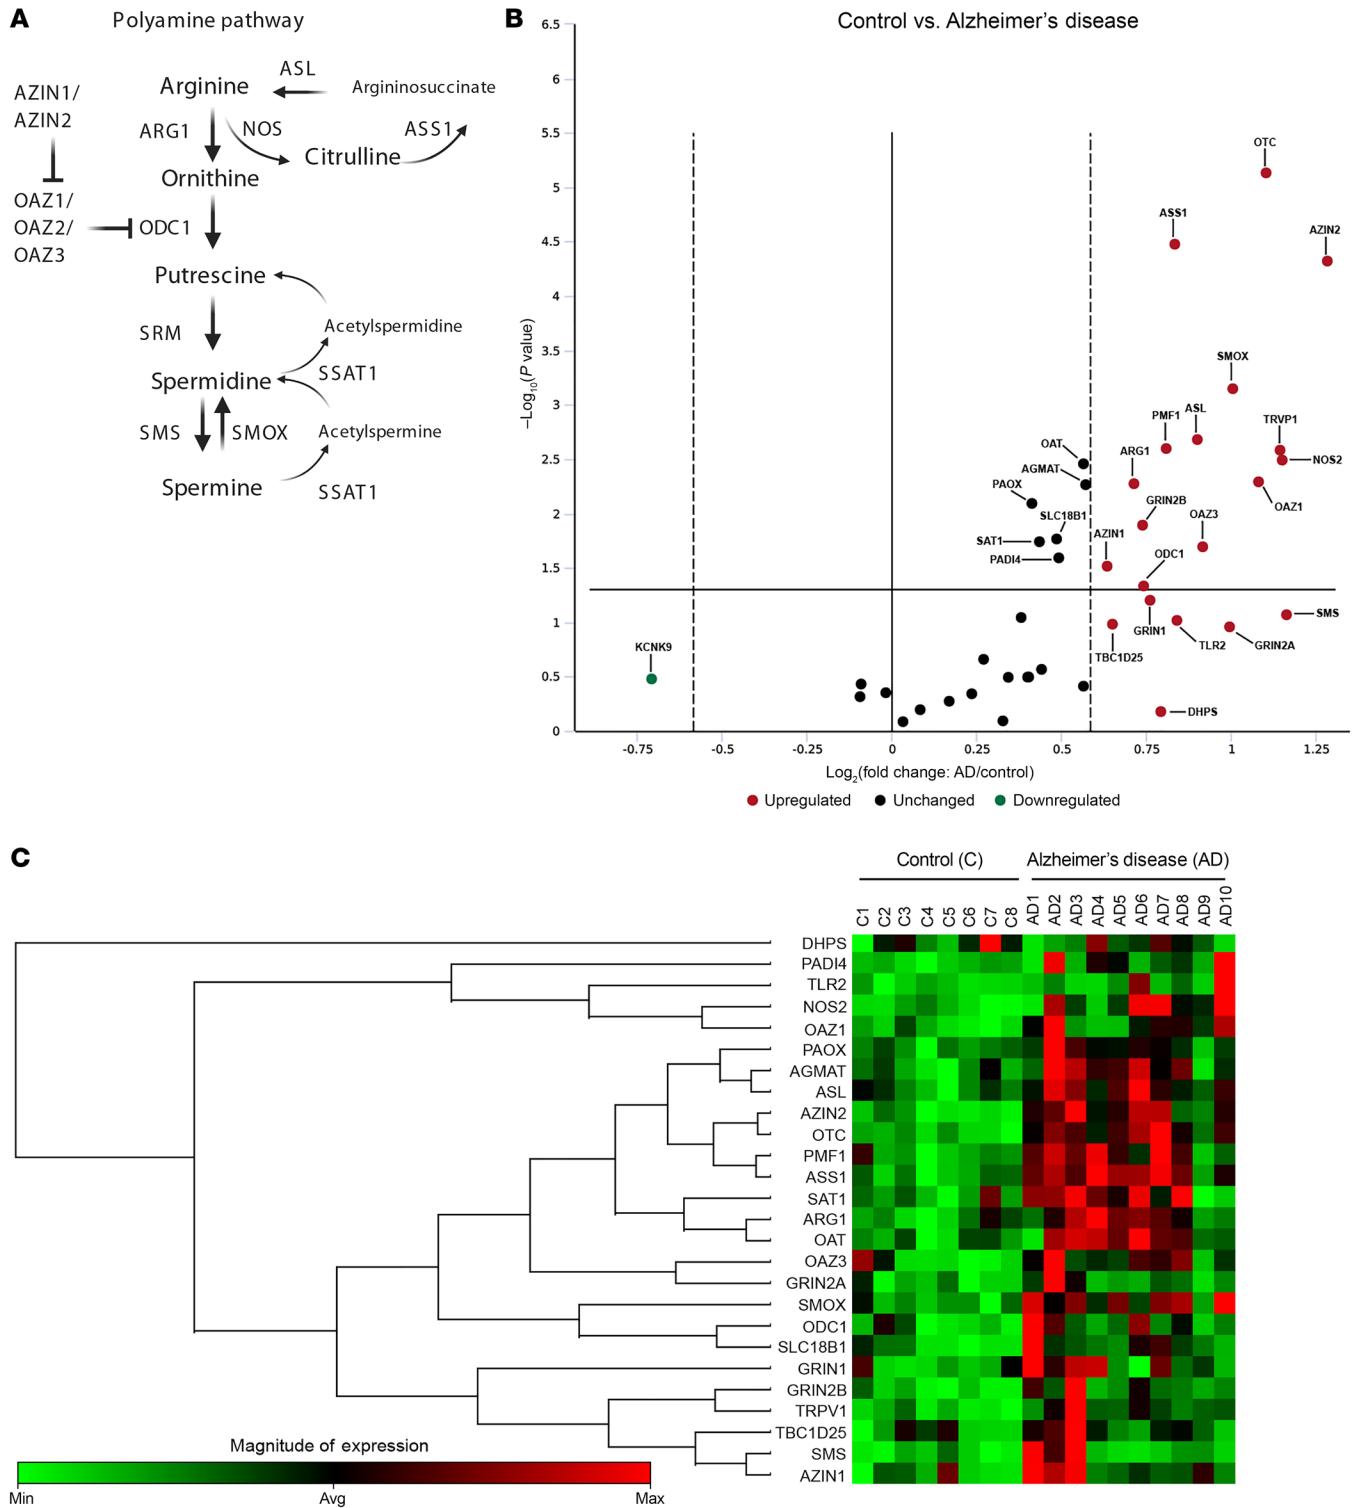 A
Polyamine pathway
AZIN1/
AZIN2
OAZ1/
OAZ2/
OAZ3
Arginine
ASL
Argininosuccinate
ARG1
NOS
Citrulline
ASS1
Ornithine
ODC1
Putrescine
SRM
Acetylspermidine
Spermidine
SSAT1
SMS
SMOX
Acetylspermine
Spermine
SSAT1
B
Control vs. Alzheimer's disease
–Log10(P value)
6.5
6
5.5
5
4.5
4
3.5
3
2.5
2
1.5
1
0.5
0
OTC
ASS1
AZIN2
SMOX
PMF1
ASL
TRVP1
NOS2
OAT
AGMAT
ARG1
PAOX
GRIN2B
OAZ1
SLC18B1
OAZ3
SAT1
AZIN1
PADI4
ODC1
GRIN1
SMS
TLR2
GRIN2A
TBC1D25
KCNK9
DHPS
-0.75
-0.5
-0.25
0
0.25
0.5
0.75
1
1.25
Log2(fold change: AD/control)
Upregulated
Unchanged
Downregulated
C
Control (C)
Alzheimer's disease (AD)
C1
C2
C3
C4
C5
C6
C7
C8
AD1
AD2
AD3
AD4
AD5
AD6
AD7
AD8
AD9
AD10
DHPS
PADI4
TLR2
NOS2
OAZ1
PAOX
AGMAT
ASL
AZIN2
OTC
PMF1
ASS1
SAT1
ARG1
OAT
OAZ3
GRIN2A
SMOX
ODC1
SLC18B1
GRIN1
GRIN2B
TRPV1
TBC1D25
SMS
AZIN1
Magnitude of expression
Min
Avg
Max